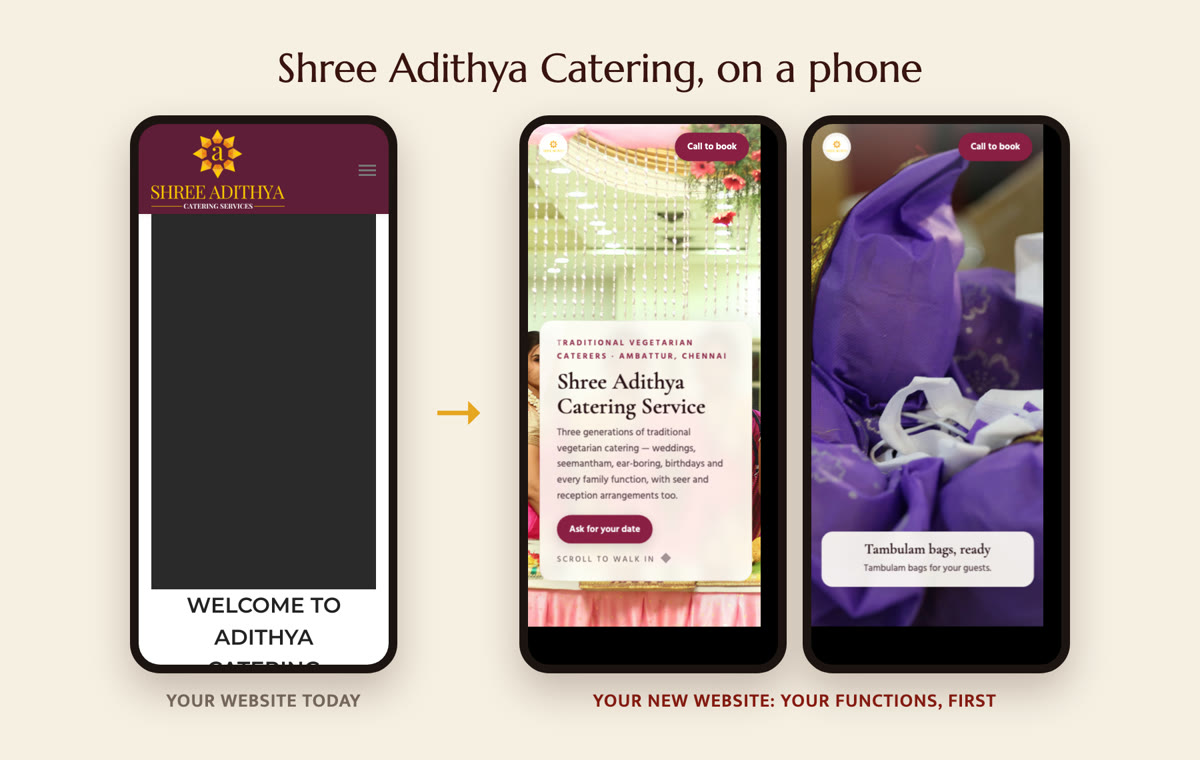 Shree Adithya Catering, on a phone
a
SHREE ADITHYA
CATERING SERVICES
WELCOME TO
ADITHYA
CATERING
YOUR WEBSITE TODAY
Call to book
TRADITIONAL VEGETARIAN
CATERERS · AMBATTUR, CHENNAI
Shree Adithya
Catering Service
Three generations of traditional
vegetarian catering — weddings,
seemantham, ear-boring, birthdays and
every family function, with seer and
reception arrangements too.
Ask for your date
SCROLL TO WALK IN
Call to book
Tambulam bags, ready
Tambulam bags for your guests.
YOUR NEW WEBSITE: YOUR FUNCTIONS, FIRST